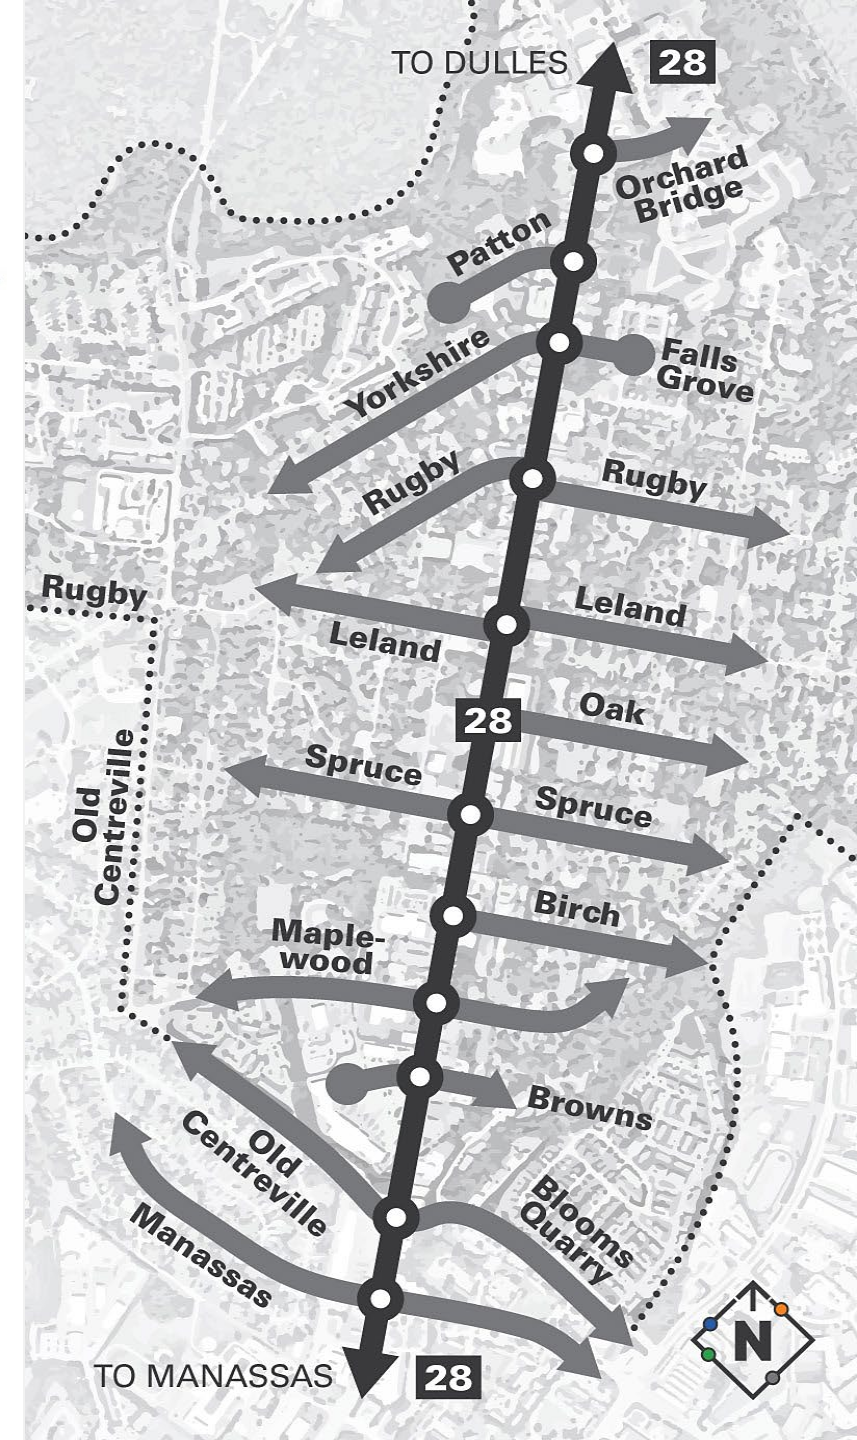 TO DULLES
28
Orchard
Bridge
Patton
Yorkshire
Falls
Grove
Rugby
Rugby
Rugby
Leland
Leland
28
Oak
Old
Centreville
Spruce
Spruce
Birch
Maple-
wood
Browns
Old
Centreville
Blooms
Quarry
Manassas
N
TO MANASSAS
28